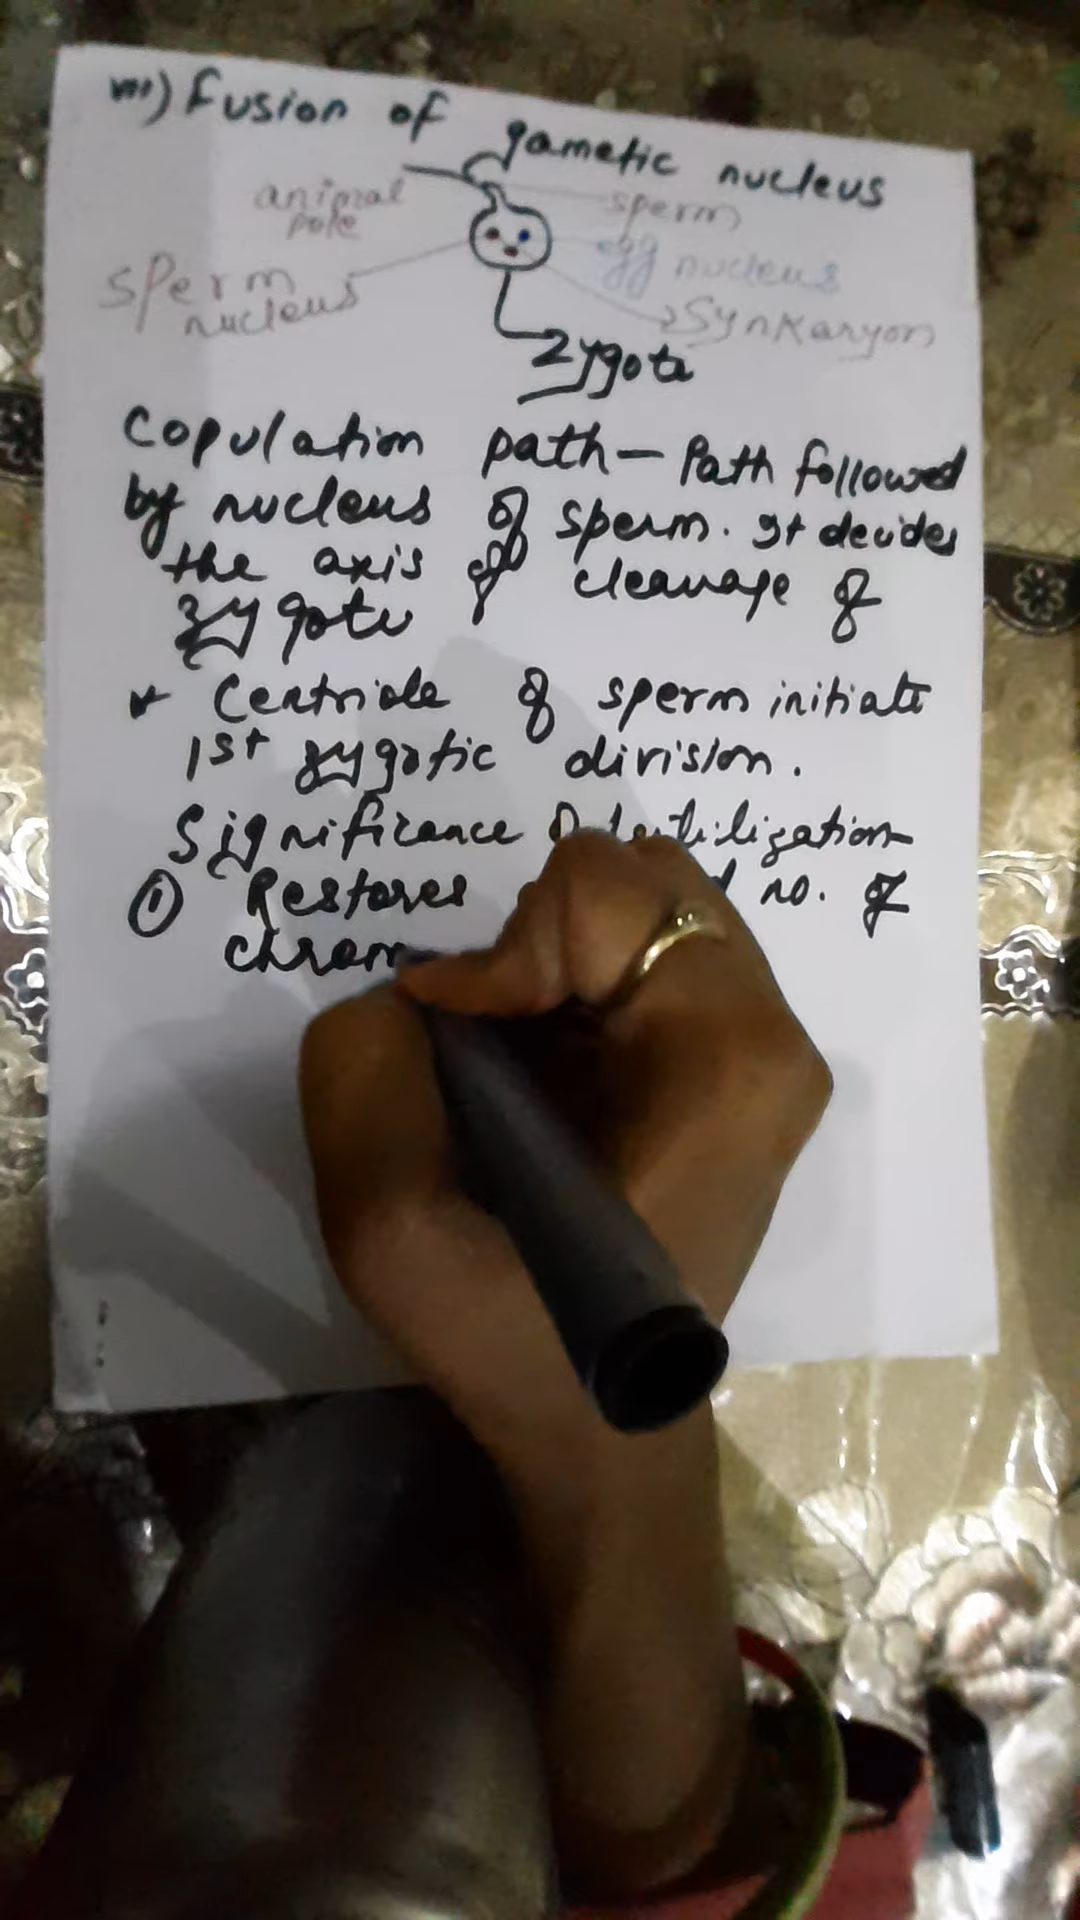 vii) Fusion of gametic nucleus
animal pole
sperm
sperm nucleus
egg nucleus
Synkaryon
Zygote
Copulation path - Path followed
by nucleus of sperm. It decides
the axis of cleavage of
zygote
* Centriole of sperm initiate
1st zygotic division.
Significance
① Restores no. of
chrom